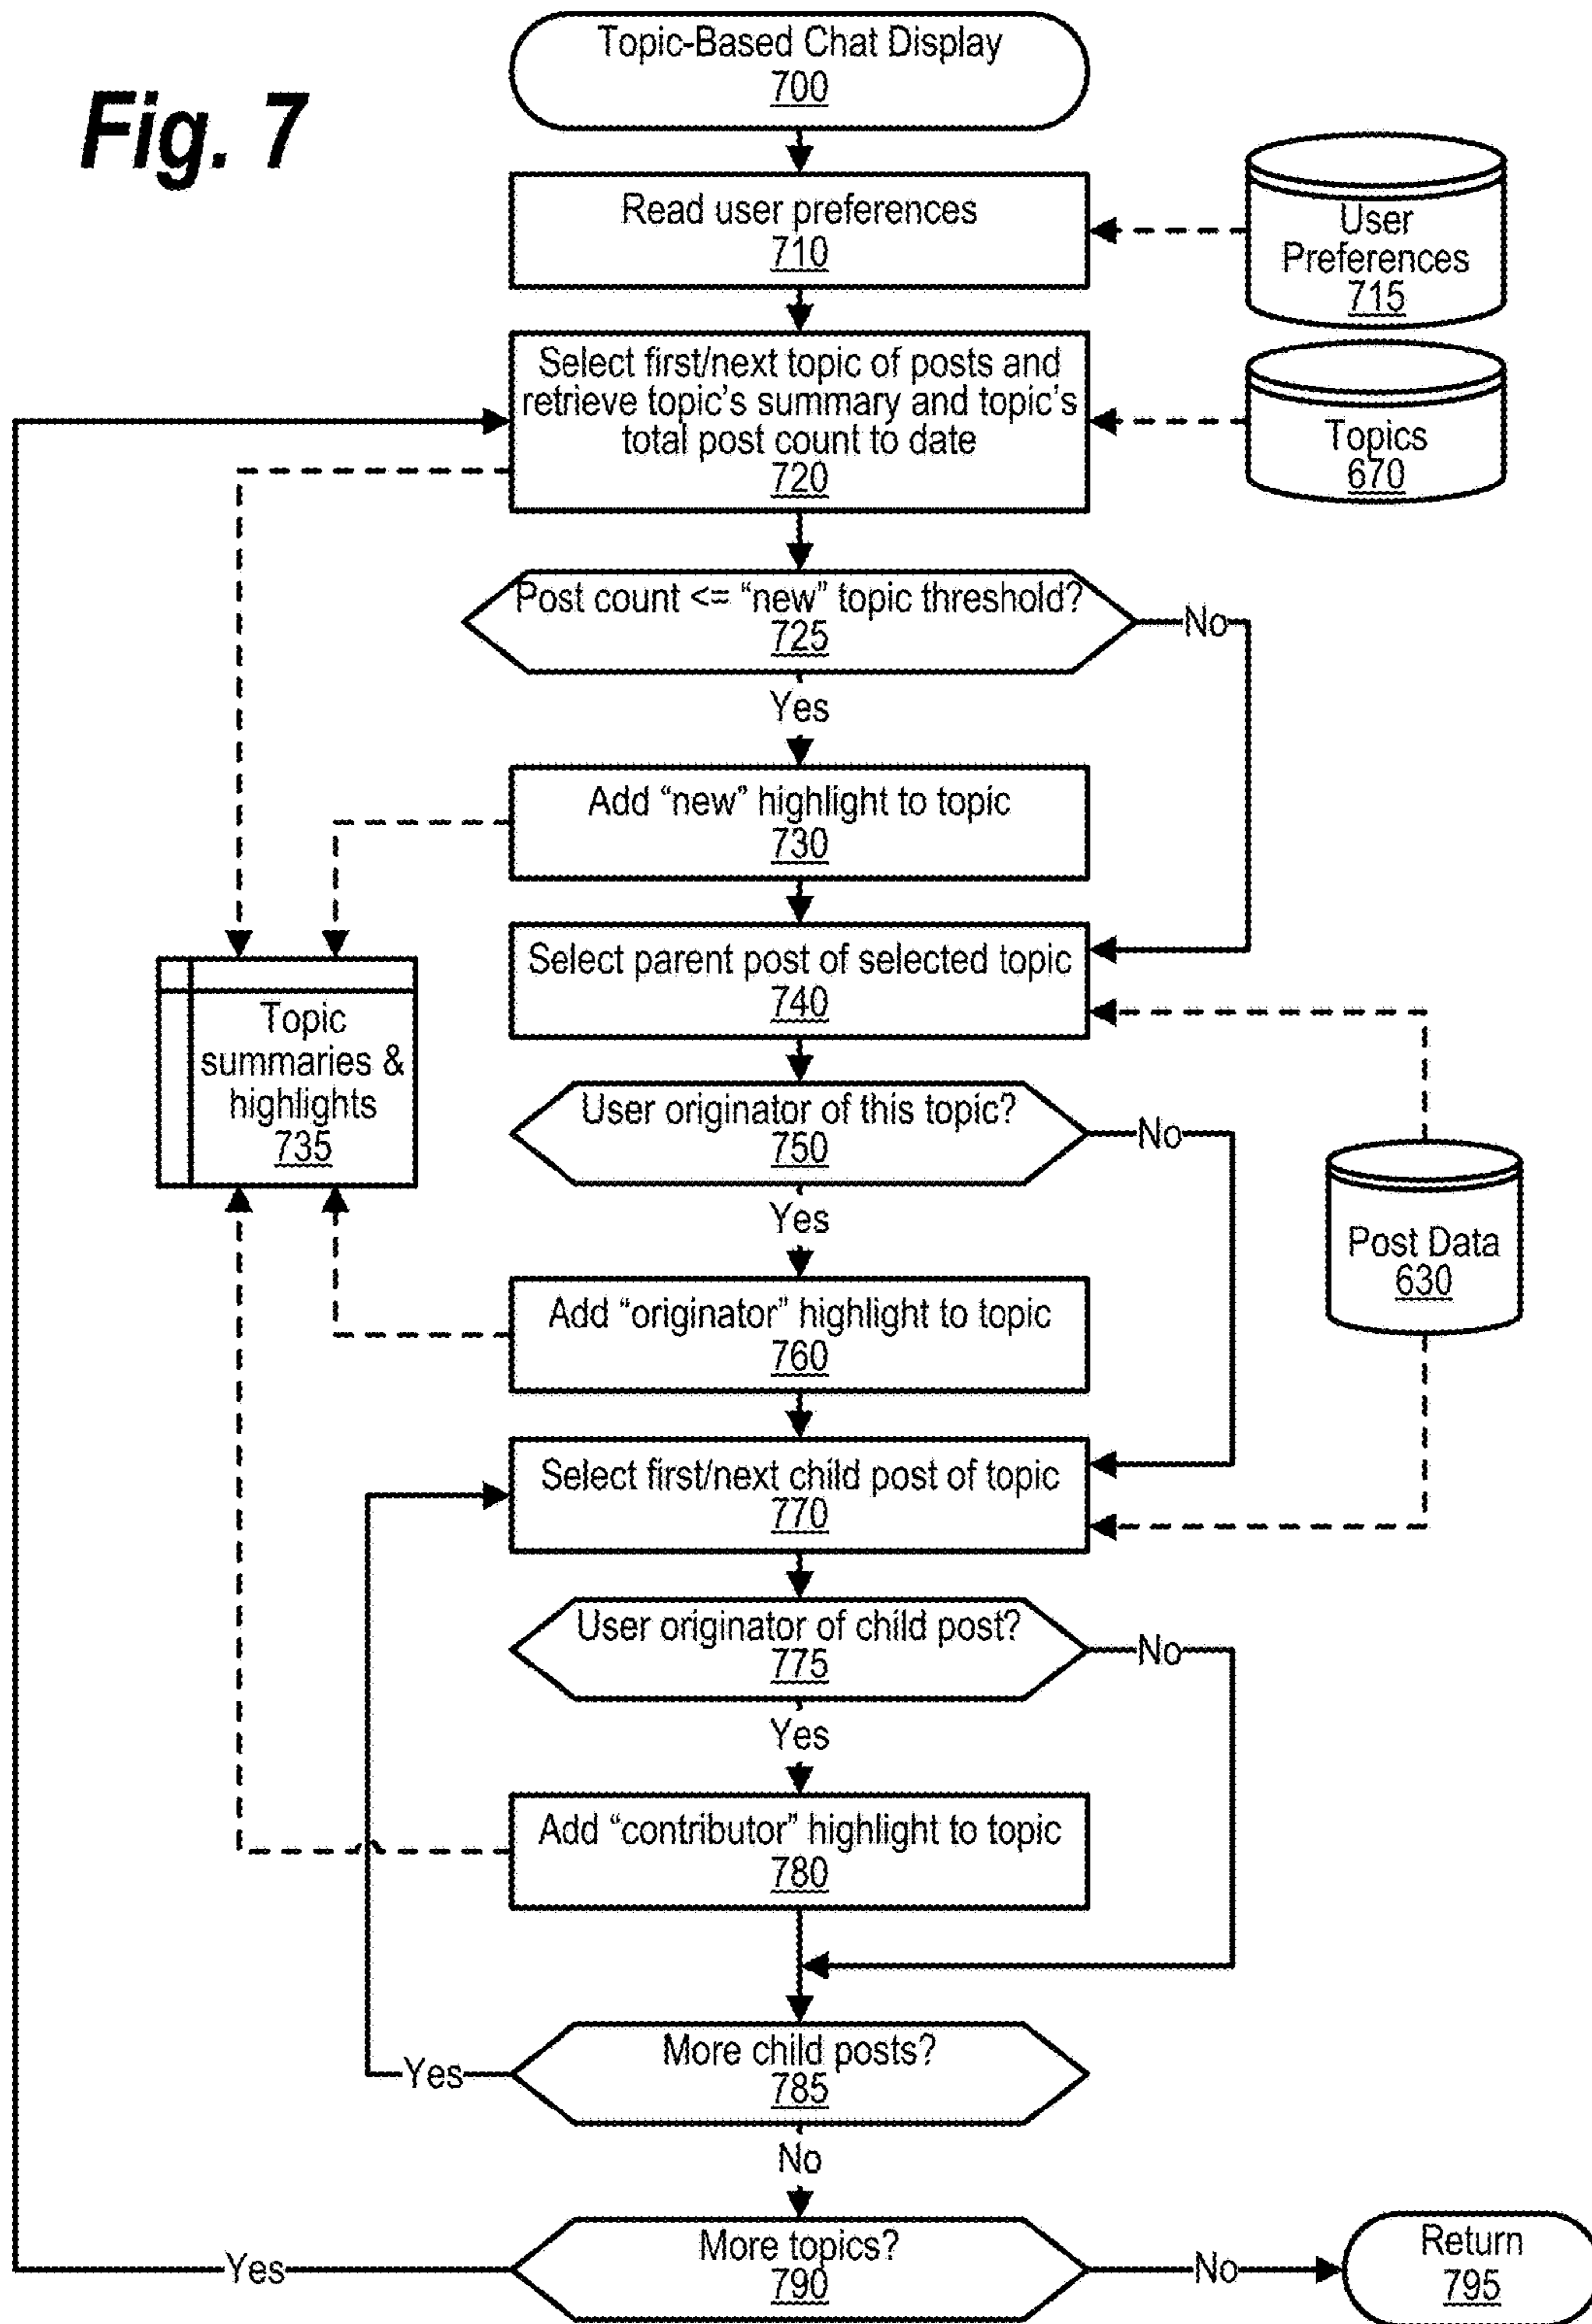 Fig. 7
Topic-Based Chat Display
700
Read user preferences
710
User
Preferences
715
Select first/next topic of posts and
retrieve topic's summary and topic's
total post count to date
720
Topics
670
Post count <= “new” topic threshold?
725
No
Yes
Add “new” highlight to topic
730
Select parent post of selected topic
740
Topic
summaries &
highlights
735
User originator of this topic?
750
No
Yes
Post Data
630
Add “originator” highlight to topic
760
Select first/next child post of topic
770
User originator of child post?
775
No
Yes
Add “contributor” highlight to topic
780
More child posts?
785
Yes
No
More topics?
790
Yes
No
Return
795